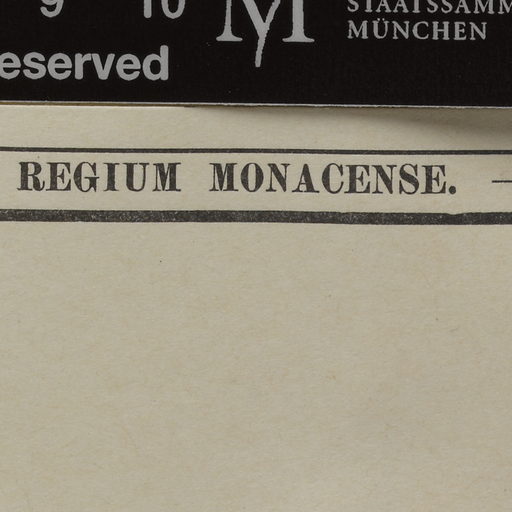 9 10
STAATSSAMM
MÜNCHEN
eserved
M
REGIUM MONACENSE. —